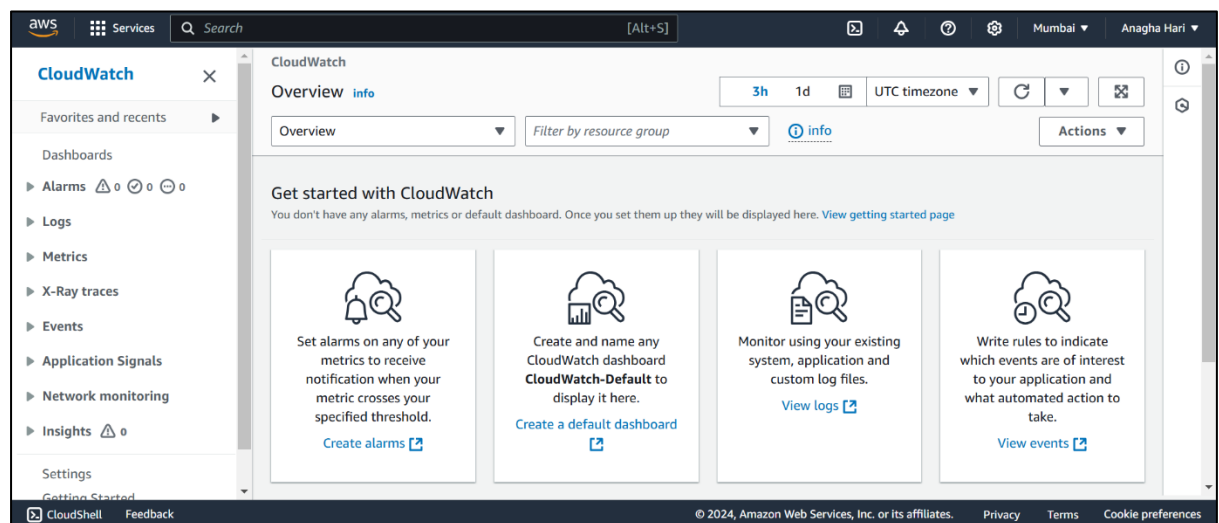 aws
Services
Search
[Alt+S]
Mumbai
Anagha Hari
CloudWatch
Favorites and recents
Dashboards
Alarms 0 0 0
Logs
Metrics
X-Ray traces
Events
Application Signals
Network monitoring
Insights 0
Settings
Getting Started
CloudWatch
Overview info
3h 1d UTC timezone
Overview
Filter by resource group
info
Actions
Get started with CloudWatch
You don't have any alarms, metrics or default dashboard. Once you set them up they will be displayed here. View getting started page
Set alarms on any of your
metrics to receive
notification when your
metric crosses your
specified threshold.
Create alarms
Create and name any
CloudWatch dashboard
CloudWatch-Default to
display it here.
Create a default dashboard
Monitor using your existing
system, application and
custom log files.
View logs
Write rules to indicate
which events are of interest
to your application and
what automated action to
take.
View events
CloudShell Feedback
© 2024, Amazon Web Services, Inc. or its affiliates. Privacy Terms Cookie preferences